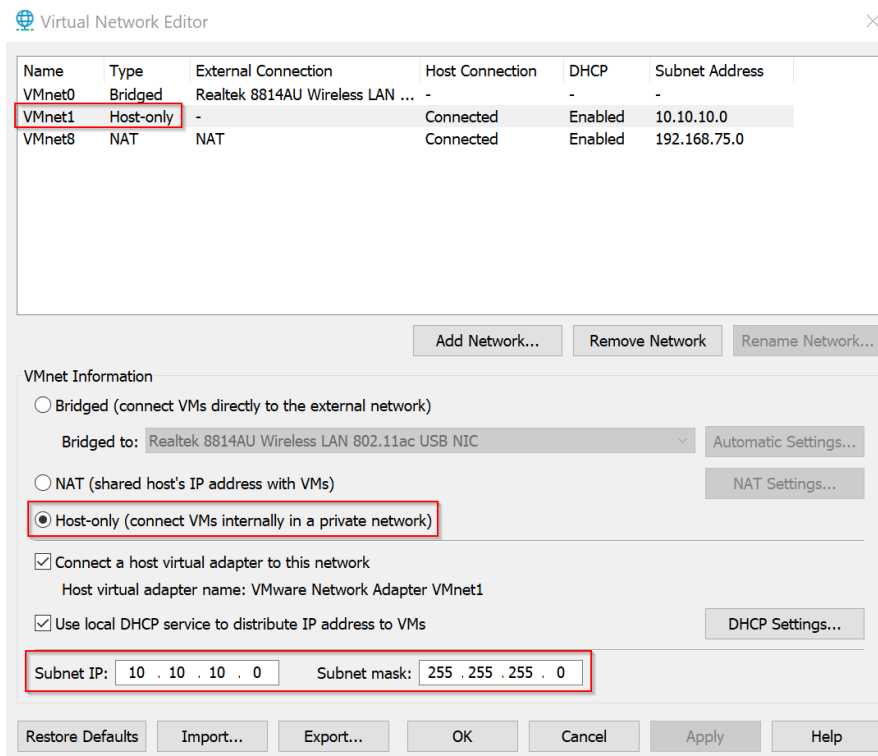 Virtual Network Editor
Name Type External Connection Host Connection DHCP Subnet Address
VMnet0 Bridged Realtek 8814AU Wireless LAN ... - - -
VMnet1 Host-only - Connected Enabled 10.10.10.0
VMnet8 NAT NAT Connected Enabled 192.168.75.0
Add Network... Remove Network Rename Network...
VMnet Information
Bridged (connect VMs directly to the external network)
Bridged to: Realtek 8814AU Wireless LAN 802.11ac USB NIC Automatic Settings...
NAT (shared host's IP address with VMs) NAT Settings...
Host-only (connect VMs internally in a private network)
Connect a host virtual adapter to this network
Host virtual adapter name: VMware Network Adapter VMnet1
Use local DHCP service to distribute IP address to VMs DHCP Settings...
Subnet IP: 10 . 10 . 10 . 0 Subnet mask: 255 . 255 . 255 . 0
Restore Defaults Import... Export... OK Cancel Apply Help